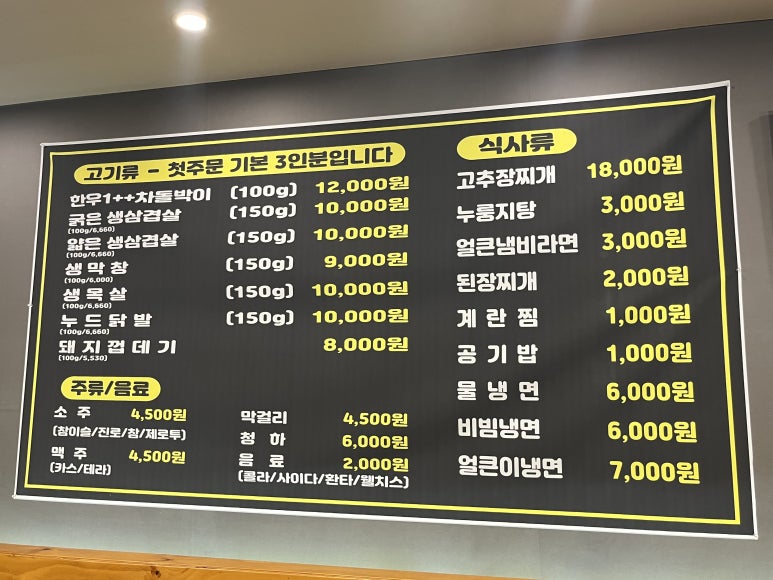 고기류 - 첫주문 기본 3인분입니다
한우1++차돌박이 (100g) 12,000원
굵은 생삼겹살 (150g) 10,000원
(100g/6,660)
얇은 생삼겹살 (150g) 10,000원
(100g/6,660)
생 막 창 (150g) 9,000원
(100g/6,000)
생 목 살 (150g) 10,000원
(100g/6,660)
누 드 닭 발 (150g) 10,000원
(100g/6,660)
돼 지 껍 데 기 8,000원
(100g/5,530)
주류/음료
소 주 4,500원
(참이슬/진로/참/제로투)
맥 주 4,500원
(카스/테라)
막걸리 4,500원
청 하 6,000원
음 료 2,000원
(콜라/사이다/환타/웰치스)
식사류
고추장찌개 18,000원
누룽지탕 3,000원
얼큰냄비라면 3,000원
된장찌개 2,000원
계 란 찜 1,000원
공 기 밥 1,000원
물 냉 면 6,000원
비빔냉면 6,000원
얼큰이냉면 7,000원